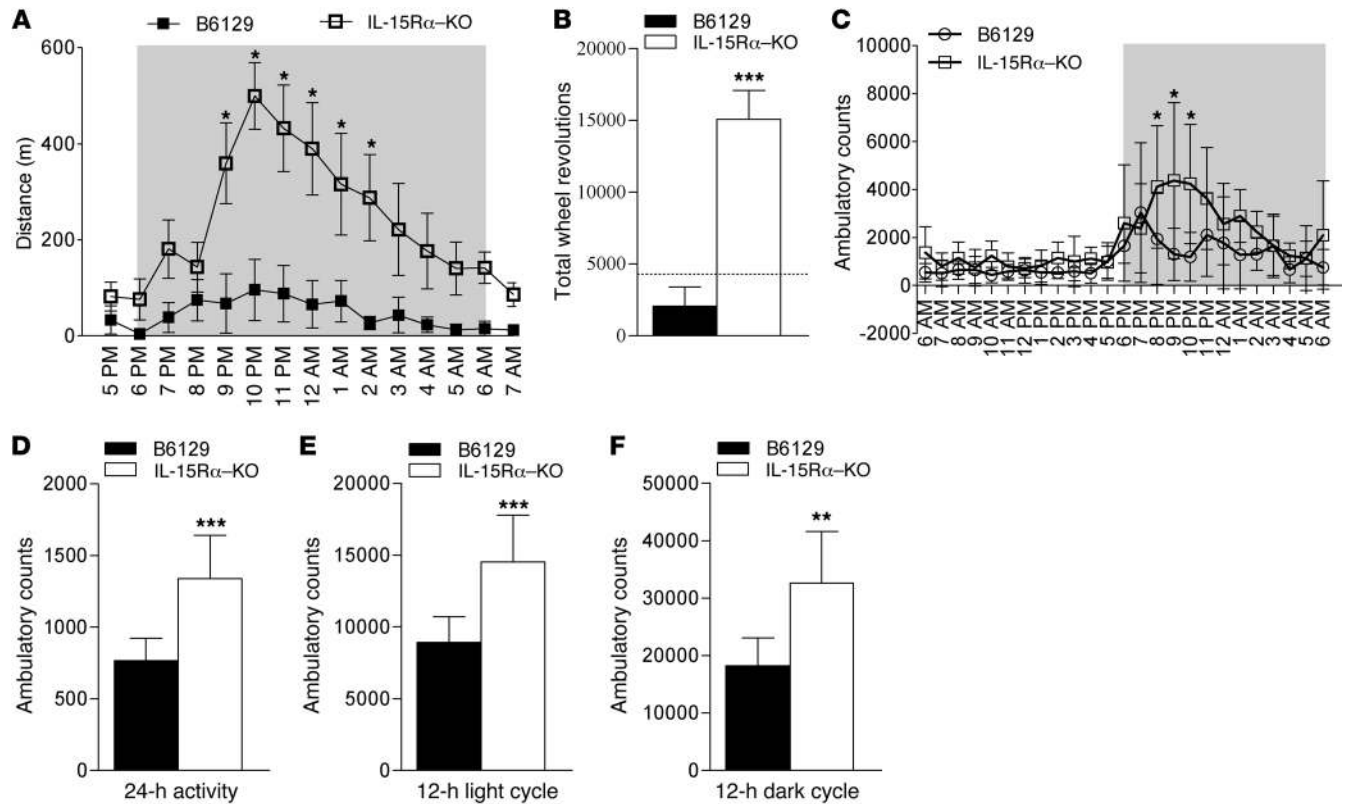 A
B6129
IL-15Rα–KO
Distance (m)
600
400
200
0
*
*
*
*
*
*
5 PM
6 PM
7 PM
8 PM
9 PM
10 PM
11 PM
12 AM
1 AM
2 AM
3 AM
4 AM
5 AM
6 AM
7 AM
B
B6129
IL-15Rα–KO
Total wheel revolutions
20000
15000
10000
5000
0
***
C
B6129
IL-15Rα–KO
Ambulatory counts
10000
8000
6000
4000
2000
0
-2000
*
*
*
6 AM
7 AM
8 AM
9 AM
10 AM
11 AM
12 PM
1 PM
2 PM
3 PM
4 PM
5 PM
6 PM
7 PM
8 PM
9 PM
10 PM
11 PM
12 AM
1 AM
2 AM
3 AM
4 AM
5 AM
6 AM
D
B6129
IL-15Rα–KO
Ambulatory counts
2000
1500
1000
500
0
***
24-h activity
E
B6129
IL-15Rα–KO
Ambulatory counts
20000
15000
10000
5000
0
***
12-h light cycle
F
B6129
IL-15Rα–KO
Ambulatory counts
50000
40000
30000
20000
10000
0
**
12-h dark cycle